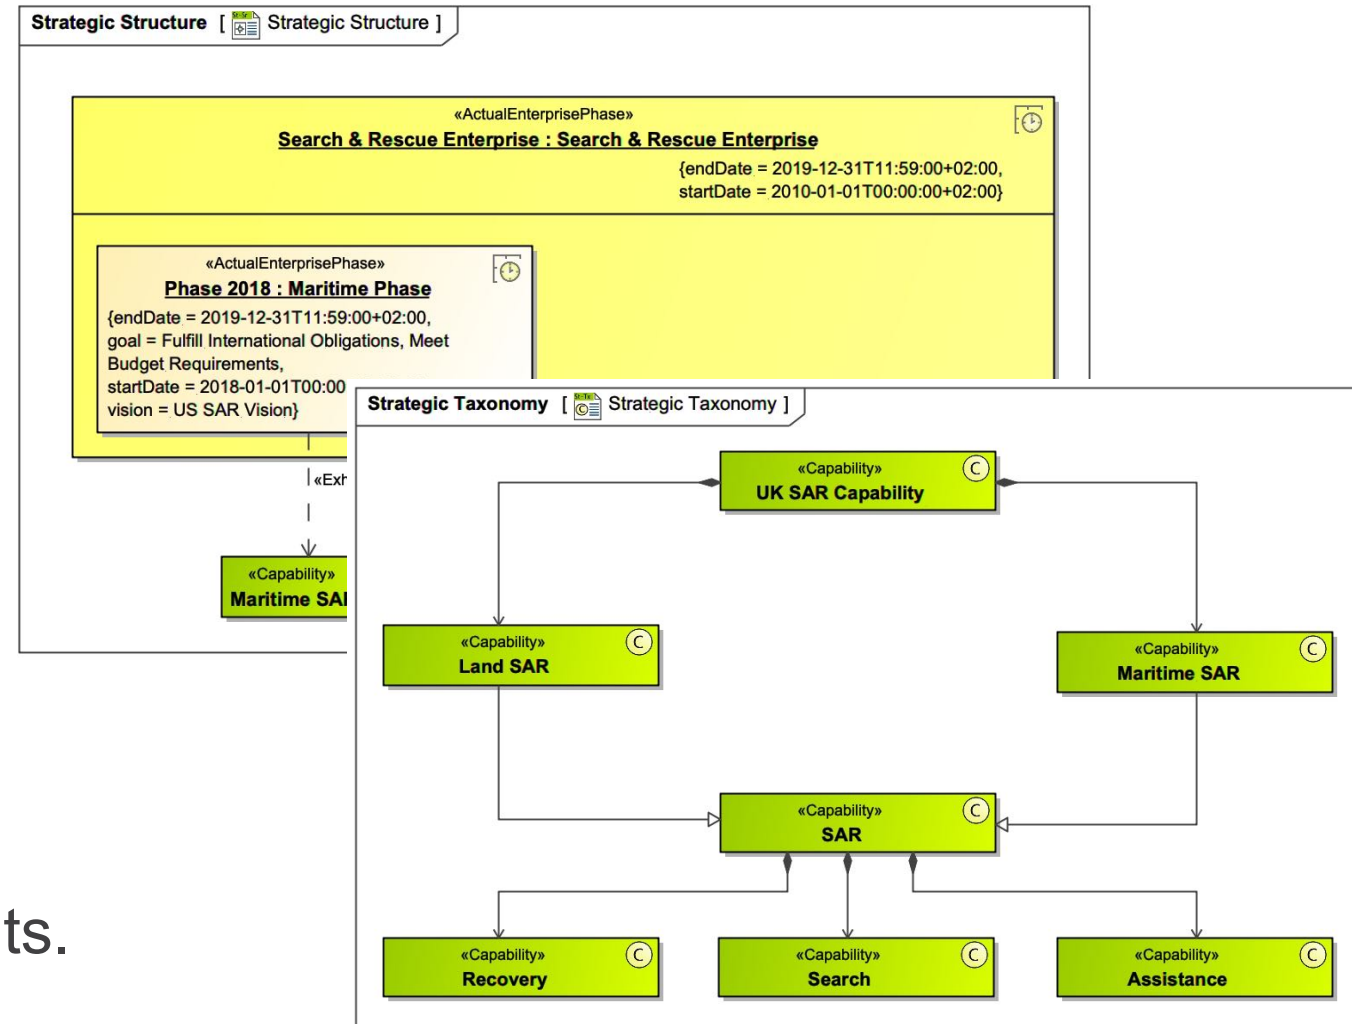 Strategic Structure [ Strategic Structure ]
«ActualEnterprisePhase»
Search & Rescue Enterprise : Search & Rescue Enterprise
{endDate = 2019-12-31T11:59:00+02:00,
startDate = 2010-01-01T00:00:00+02:00}
«ActualEnterprisePhase»
Phase 2018 : Maritime Phase
{endDate = 2019-12-31T11:59:00+02:00,
goal = Fulfill International Obligations, Meet
Budget Requirements,
startDate = 2018-01-01T00:00
vision = US SAR Vision}
«Exh
«Capability»
Maritime SA
Strategic Taxonomy [ Strategic Taxonomy ]
«Capability» C
UK SAR Capability
«Capability» C
Land SAR
«Capability» C
Maritime SAR
«Capability» C
SAR
«Capability» C
Recovery
«Capability» C
Search
«Capability» C
Assistance
ts.